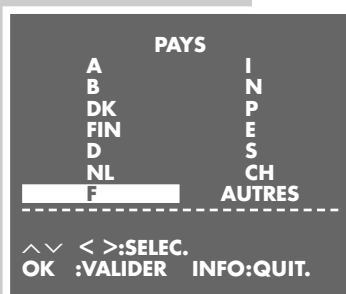 PAYS
A I
B N
DK P
FIN E
D S
NL CH
F AUTRES
︿﹀ < >:SELEC.
OK :VALIDER INFO:QUIT.